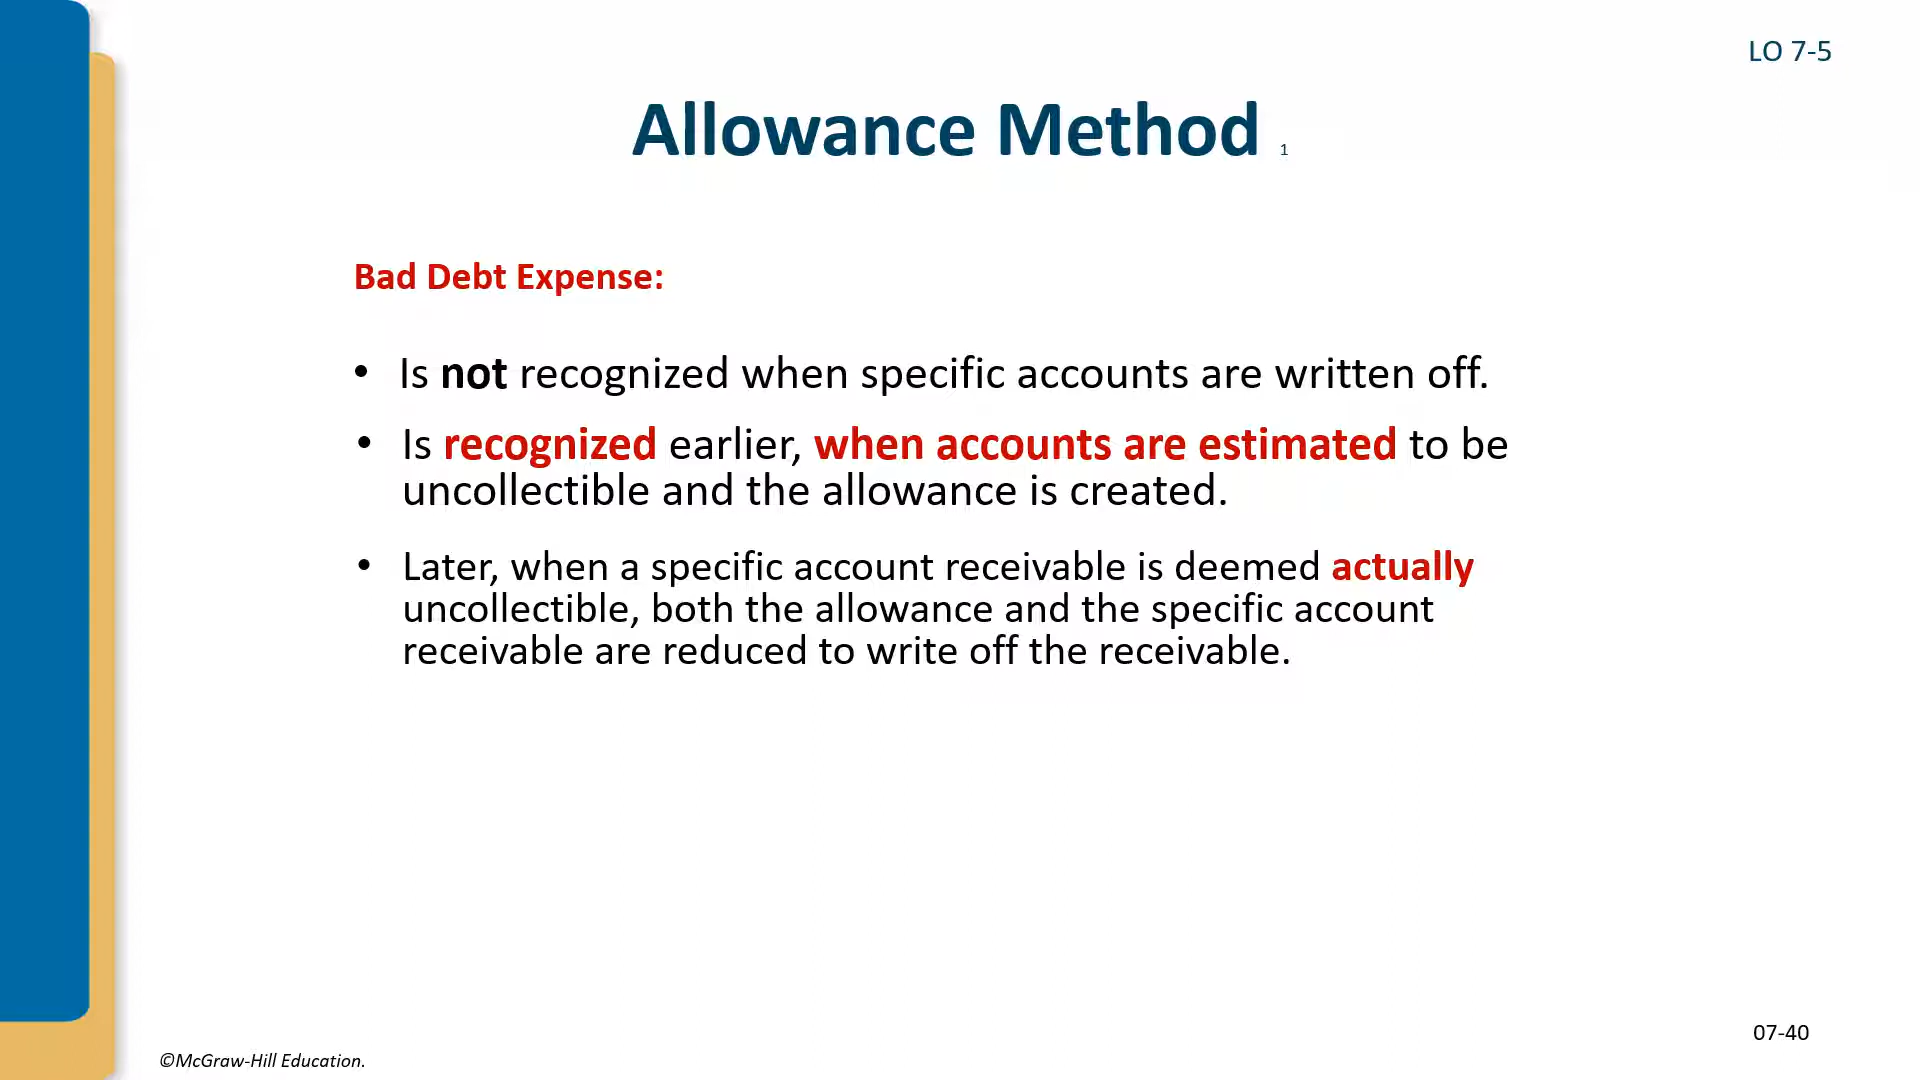 LO 7-5
Allowance Method 1
Bad Debt Expense:
• Is not recognized when specific accounts are written off.
• Is recognized earlier, when accounts are estimated to be
uncollectible and the allowance is created.
• Later, when a specific account receivable is deemed actually
uncollectible, both the allowance and the specific account
receivable are reduced to write off the receivable.
07-40
©McGraw-Hill Education.